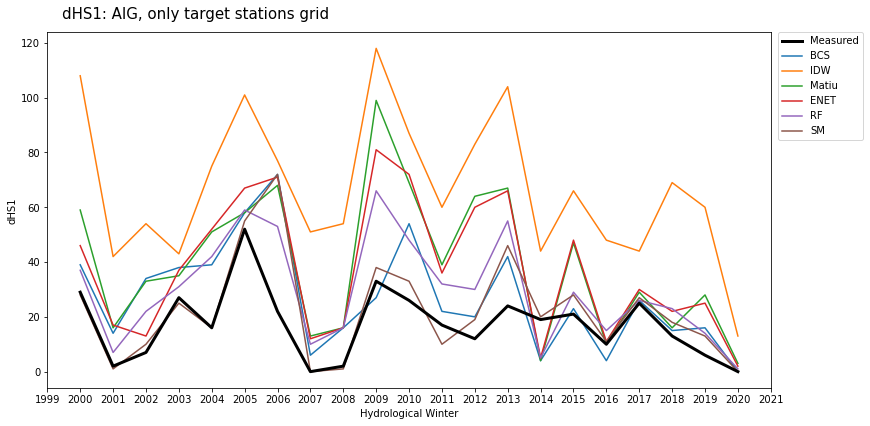 dHS1: AIG, only target stations grid
120
100
80
60
40
20
0
dHS1
1999 2000 2001 2002 2003 2004 2005 2006 2007 2008 2009 2010 2011 2012 2013 2014 2015 2016 2017 2018 2019 2020 2021
Hydrological Winter
Measured
BCS
IDW
Matiu
ENET
RF
SM